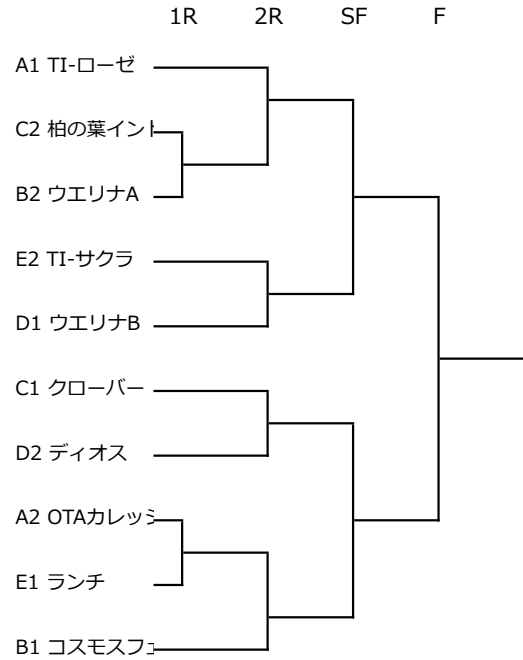 1R 2R SF F
A1 TI-ローゼ
C2 柏の葉イン
B2 ウエリナA
E2 TI-サクラ
D1 ウエリナB
C1 クローバー
D2 ディオス
A2 OTAカレッジ
E1 ランチ
B1 コスモスフ